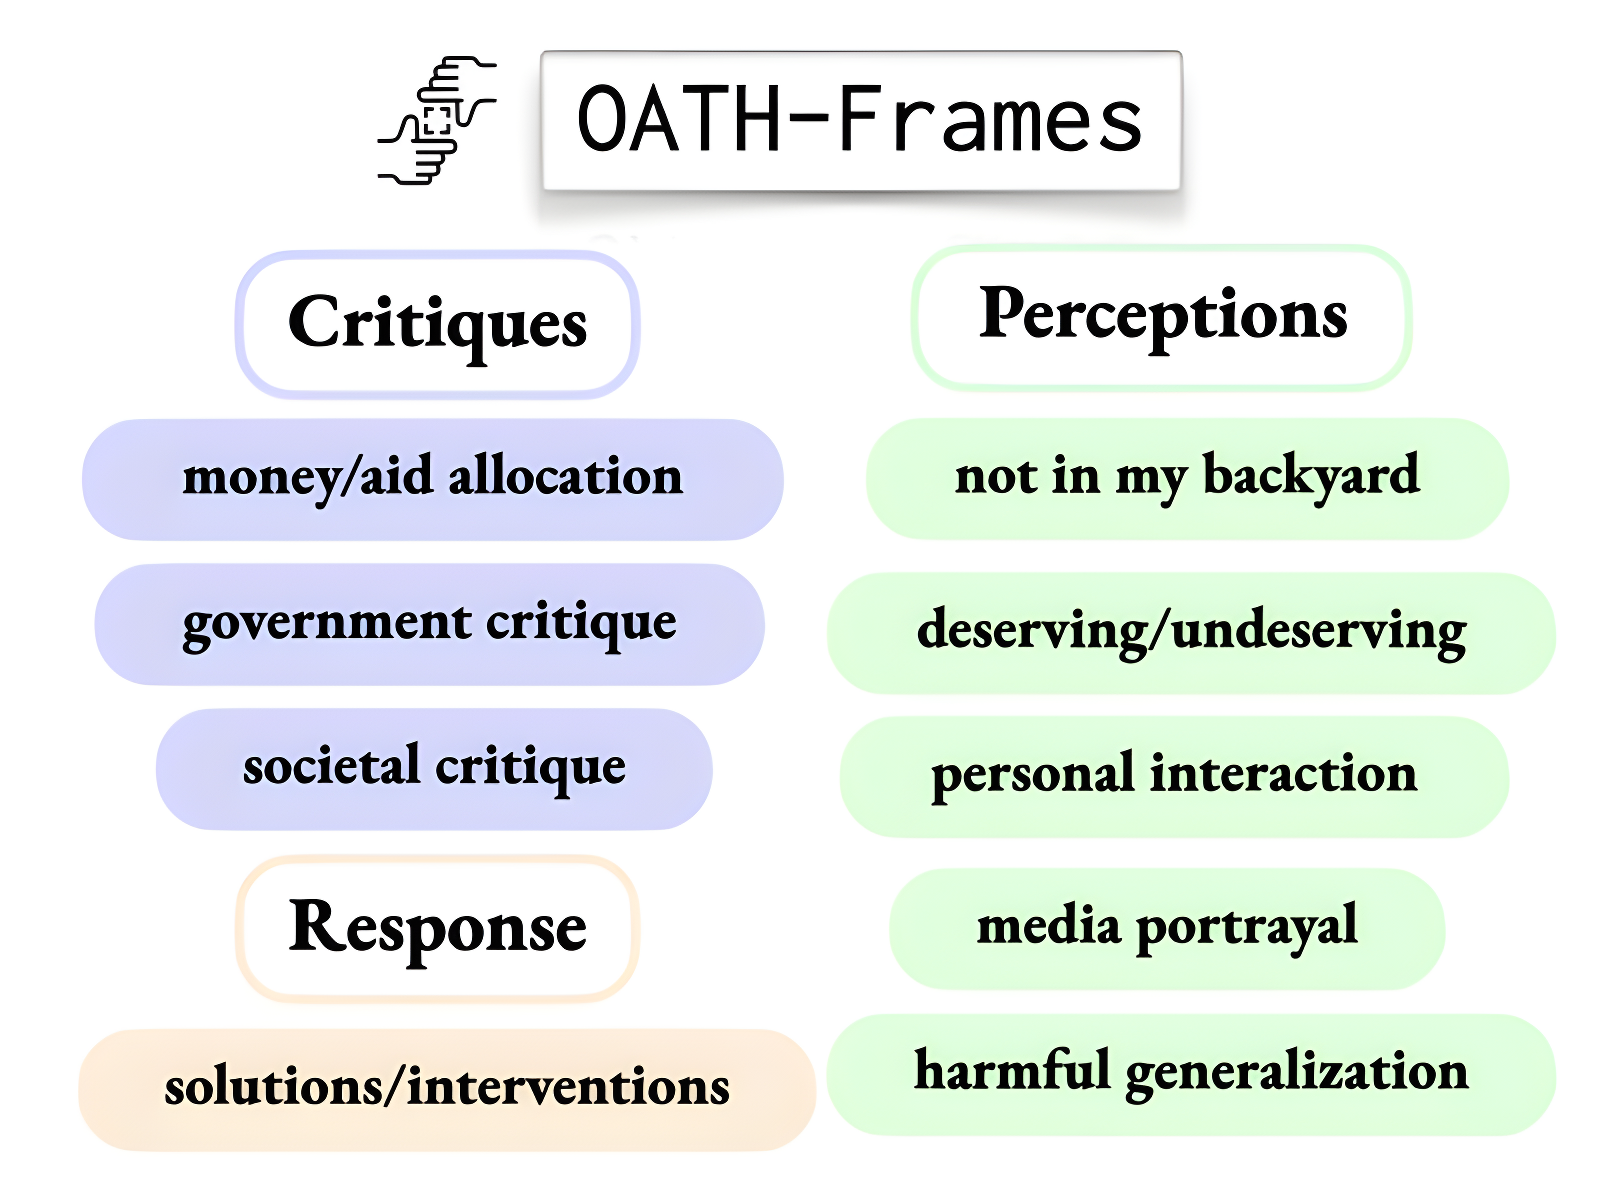 OATH-Frames
Critiques
money/aid allocation
government critique
societal critique
Response
solutions/interventions
Perceptions
not in my backyard
deserving/undeserving
personal interaction
media portrayal
harmful generalization